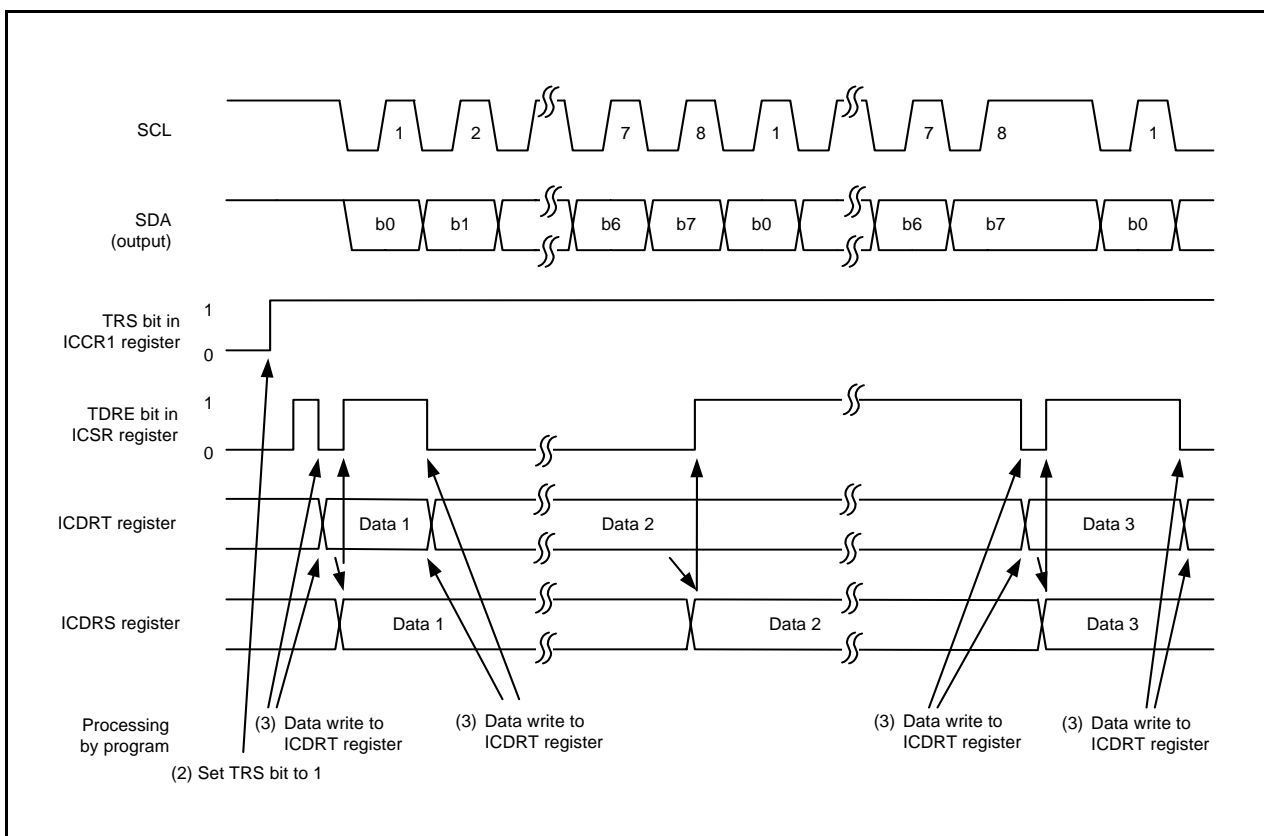 SCL
1 2 7 8 1 7 8 1
SDA
(output)
b0 b1 b6 b7 b0 b6 b7 b0
TRS bit in
ICCR1 register
1
0
TDRE bit in
ICSR register
1
0
ICDRT register
Data 1 Data 2 Data 3
ICDRS register
Data 1 Data 2 Data 3
Processing
by program
(3) Data write to
ICDRT register
(3) Data write to
ICDRT register
(3) Data write to
ICDRT register
(3) Data write to
ICDRT register
(2) Set TRS bit to 1